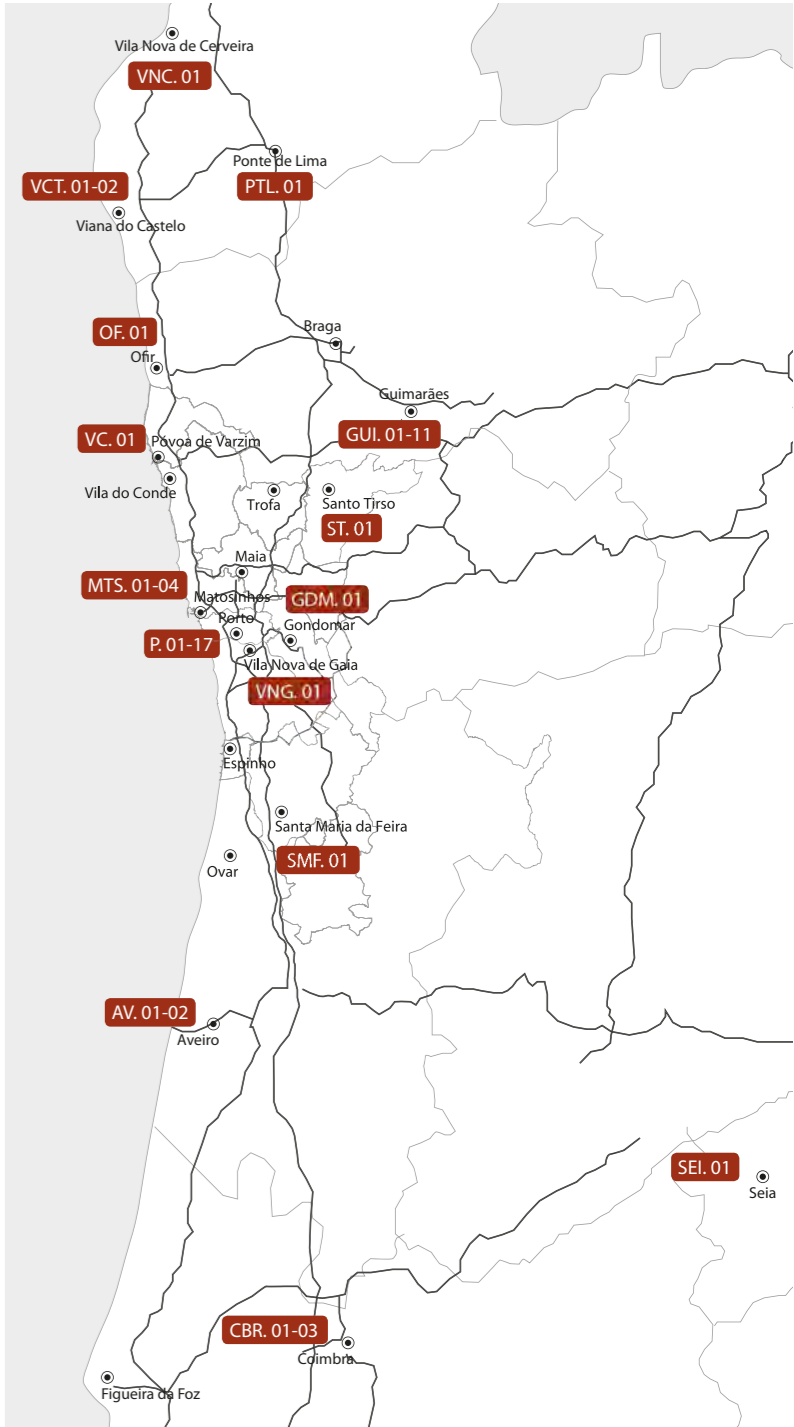 Vila Nova de Cerveira
VNC. 01
Ponte de Lima
VCT. 01-02
PTL. 01
Viana do Castelo
OF. 01
Braga
Ofir
Guimarães
GUI. 01-11
VC. 01
Póvoa de Varzim
Vila do Conde
Trofa
Santo Tirso
ST. 01
Maia
MTS. 01-04
Matosinhos
GDM. 01
Porto
Gondomar
P. 01-17
Vila Nova de Gaia
VNG. 01
Espinho
Santa Maria da Feira
SMF. 01
Ovar
AV. 01-02
Aveiro
SEI. 01
Seia
CBR. 01-03
Coimbra
Figueira da Foz